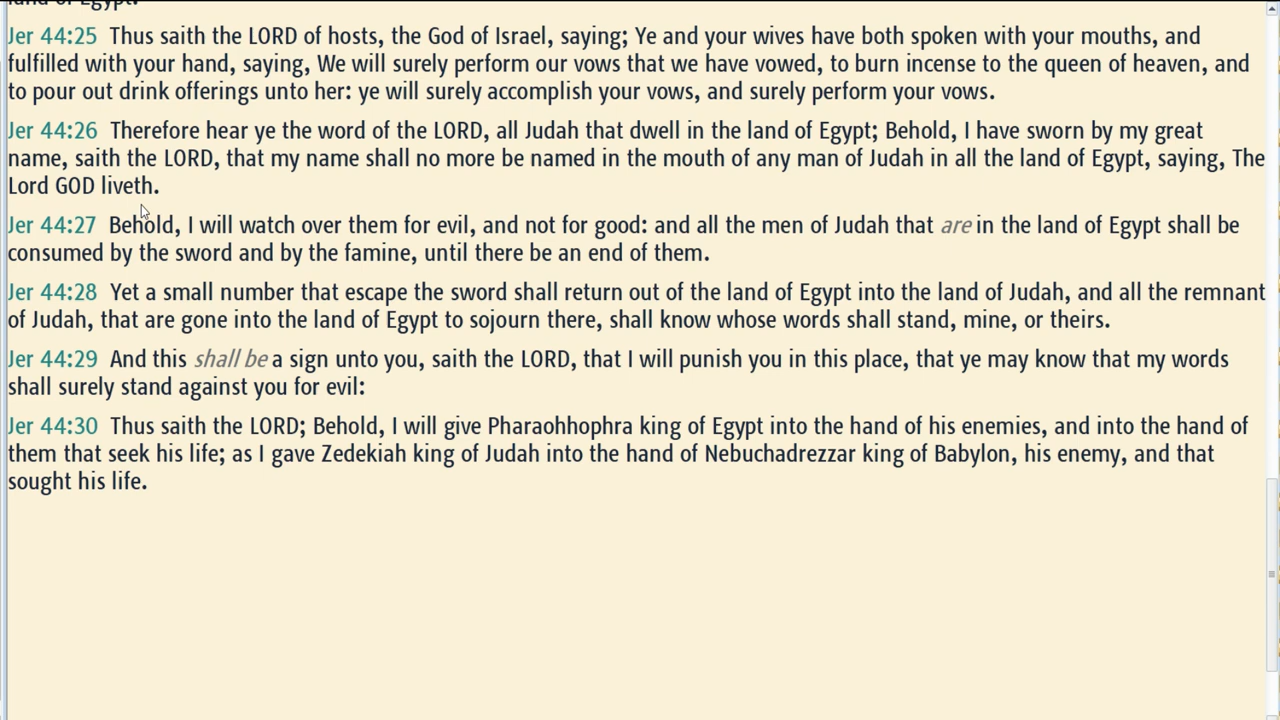 land of Egypt.
Jer 44:25 Thus saith the LORD of hosts, the God of Israel, saying; Ye and your wives have both spoken with your mouths, and
fulfilled with your hand, saying, We will surely perform our vows that we have vowed, to burn incense to the queen of heaven, and
to pour out drink offerings unto her: ye will surely accomplish your vows, and surely perform your vows.
Jer 44:26 Therefore hear ye the word of the LORD, all Judah that dwell in the land of Egypt; Behold, I have sworn by my great
name, saith the LORD, that my name shall no more be named in the mouth of any man of Judah in all the land of Egypt, saying, The
Lord GOD liveth.
Jer 44:27 Behold, I will watch over them for evil, and not for good: and all the men of Judah that are in the land of Egypt shall be
consumed by the sword and by the famine, until there be an end of them.
Jer 44:28 Yet a small number that escape the sword shall return out of the land of Egypt into the land of Judah, and all the remnant
of Judah, that are gone into the land of Egypt to sojourn there, shall know whose words shall stand, mine, or theirs.
Jer 44:29 And this shall be a sign unto you, saith the LORD, that I will punish you in this place, that ye may know that my words
shall surely stand against you for evil:
Jer 44:30 Thus saith the LORD; Behold, I will give Pharaohhophra king of Egypt into the hand of his enemies, and into the hand of
them that seek his life; as I gave Zedekiah king of Judah into the hand of Nebuchadrezzar king of Babylon, his enemy, and that
sought his life.